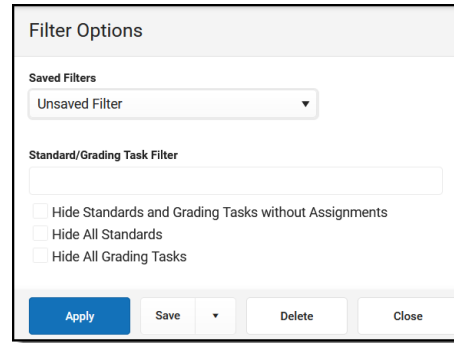 Filter Options
Saved Filters
Unsaved Filter
Standard/Grading Task Filter
Hide Standards and Grading Tasks without Assignments
Hide All Standards
Hide All Grading Tasks
Apply Save Delete Close